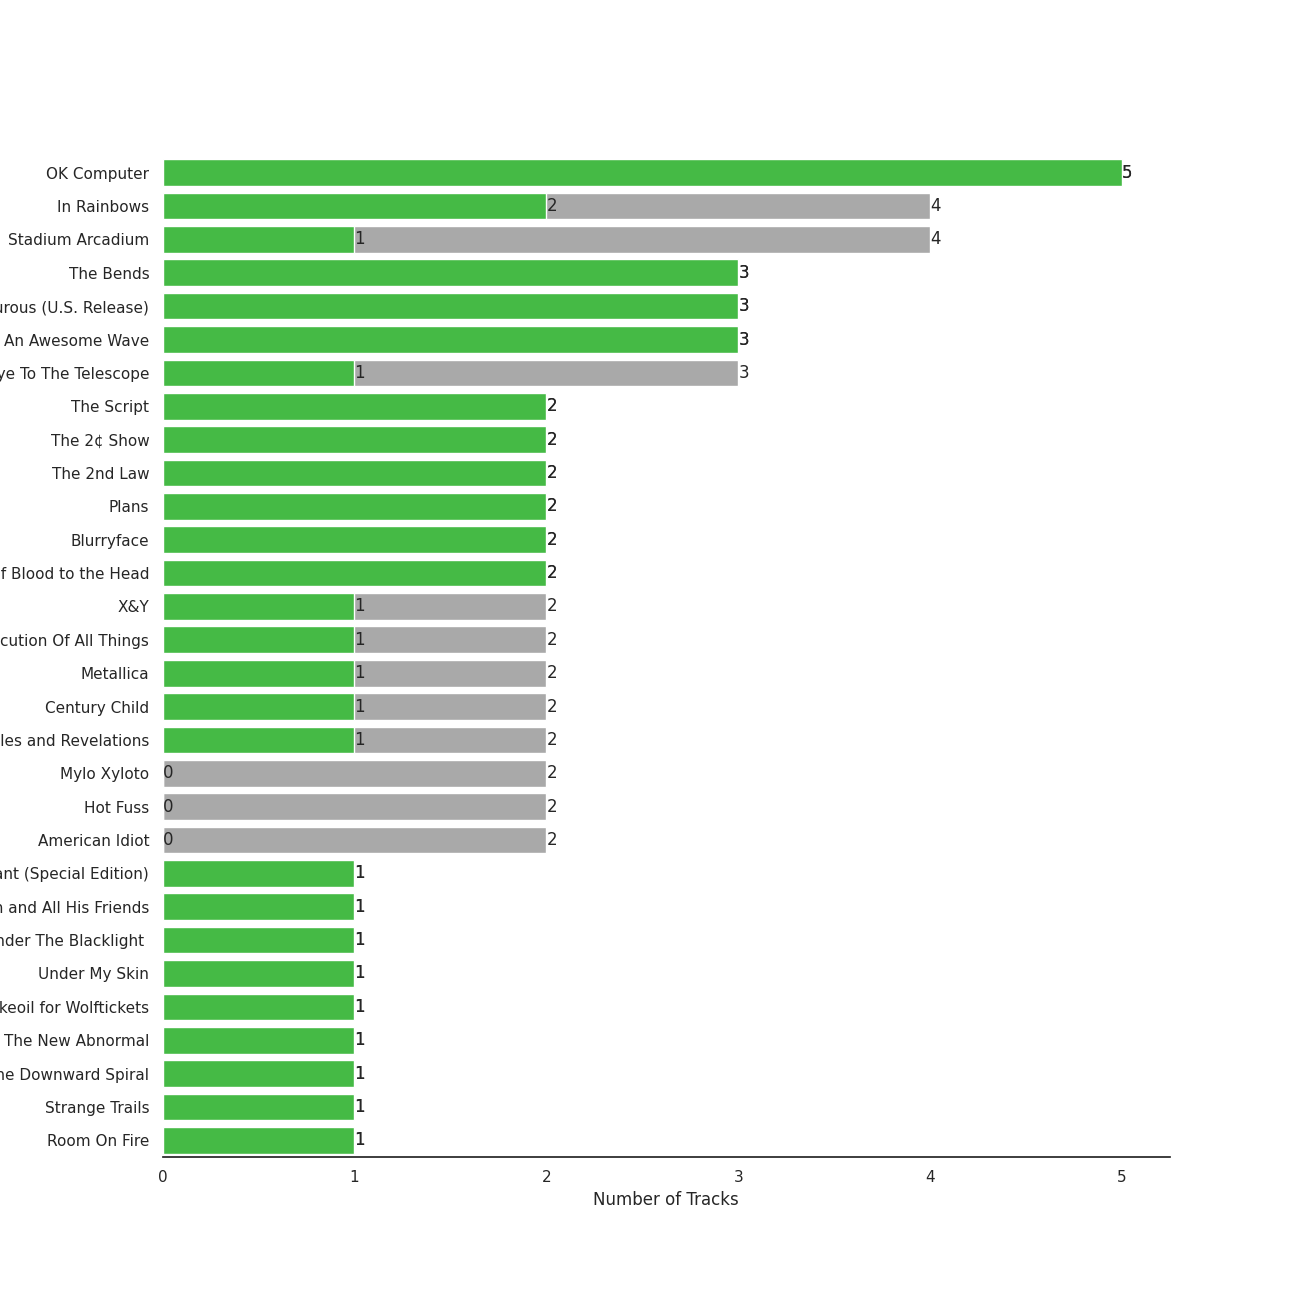 OK Computer 5
In Rainbows 2 4
Stadium Arcadium 1 4
The Bends 3
urous (U.S. Release) 3
An Awesome Wave 3
ye To The Telescope 1 3
The Script 2
The 2¢ Show 2
The 2nd Law 2
Plans 2
Blurryface 2
f Blood to the Head 2
X&Y 1 2
cution Of All Things 1 2
Metallica 1 2
Century Child 1 2
les and Revelations 1 2
Mylo Xyloto 0 2
Hot Fuss 0 2
American Idiot 0 2
ant (Special Edition) 1
n and All His Friends 1
nder The Blacklight 1
Under My Skin 1
keoil for Wolftickets 1
The New Abnormal 1
he Downward Spiral 1
Strange Trails 1
Room On Fire 1
0 1 2 3 4 5
Number of Tracks